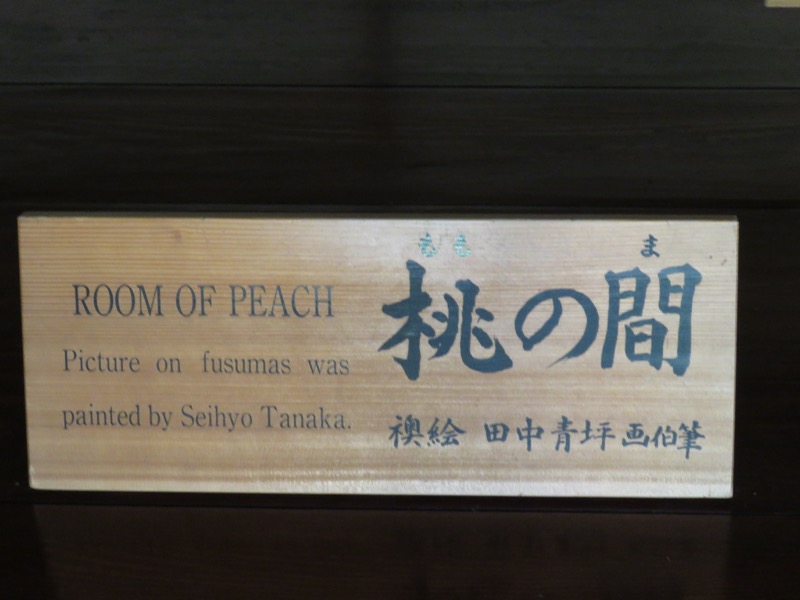 ROOM OF PEACH
Picture on fusumas was
painted by Seihyo Tanaka.
もも ま
桃の間
襖絵 田中青坪画伯筆